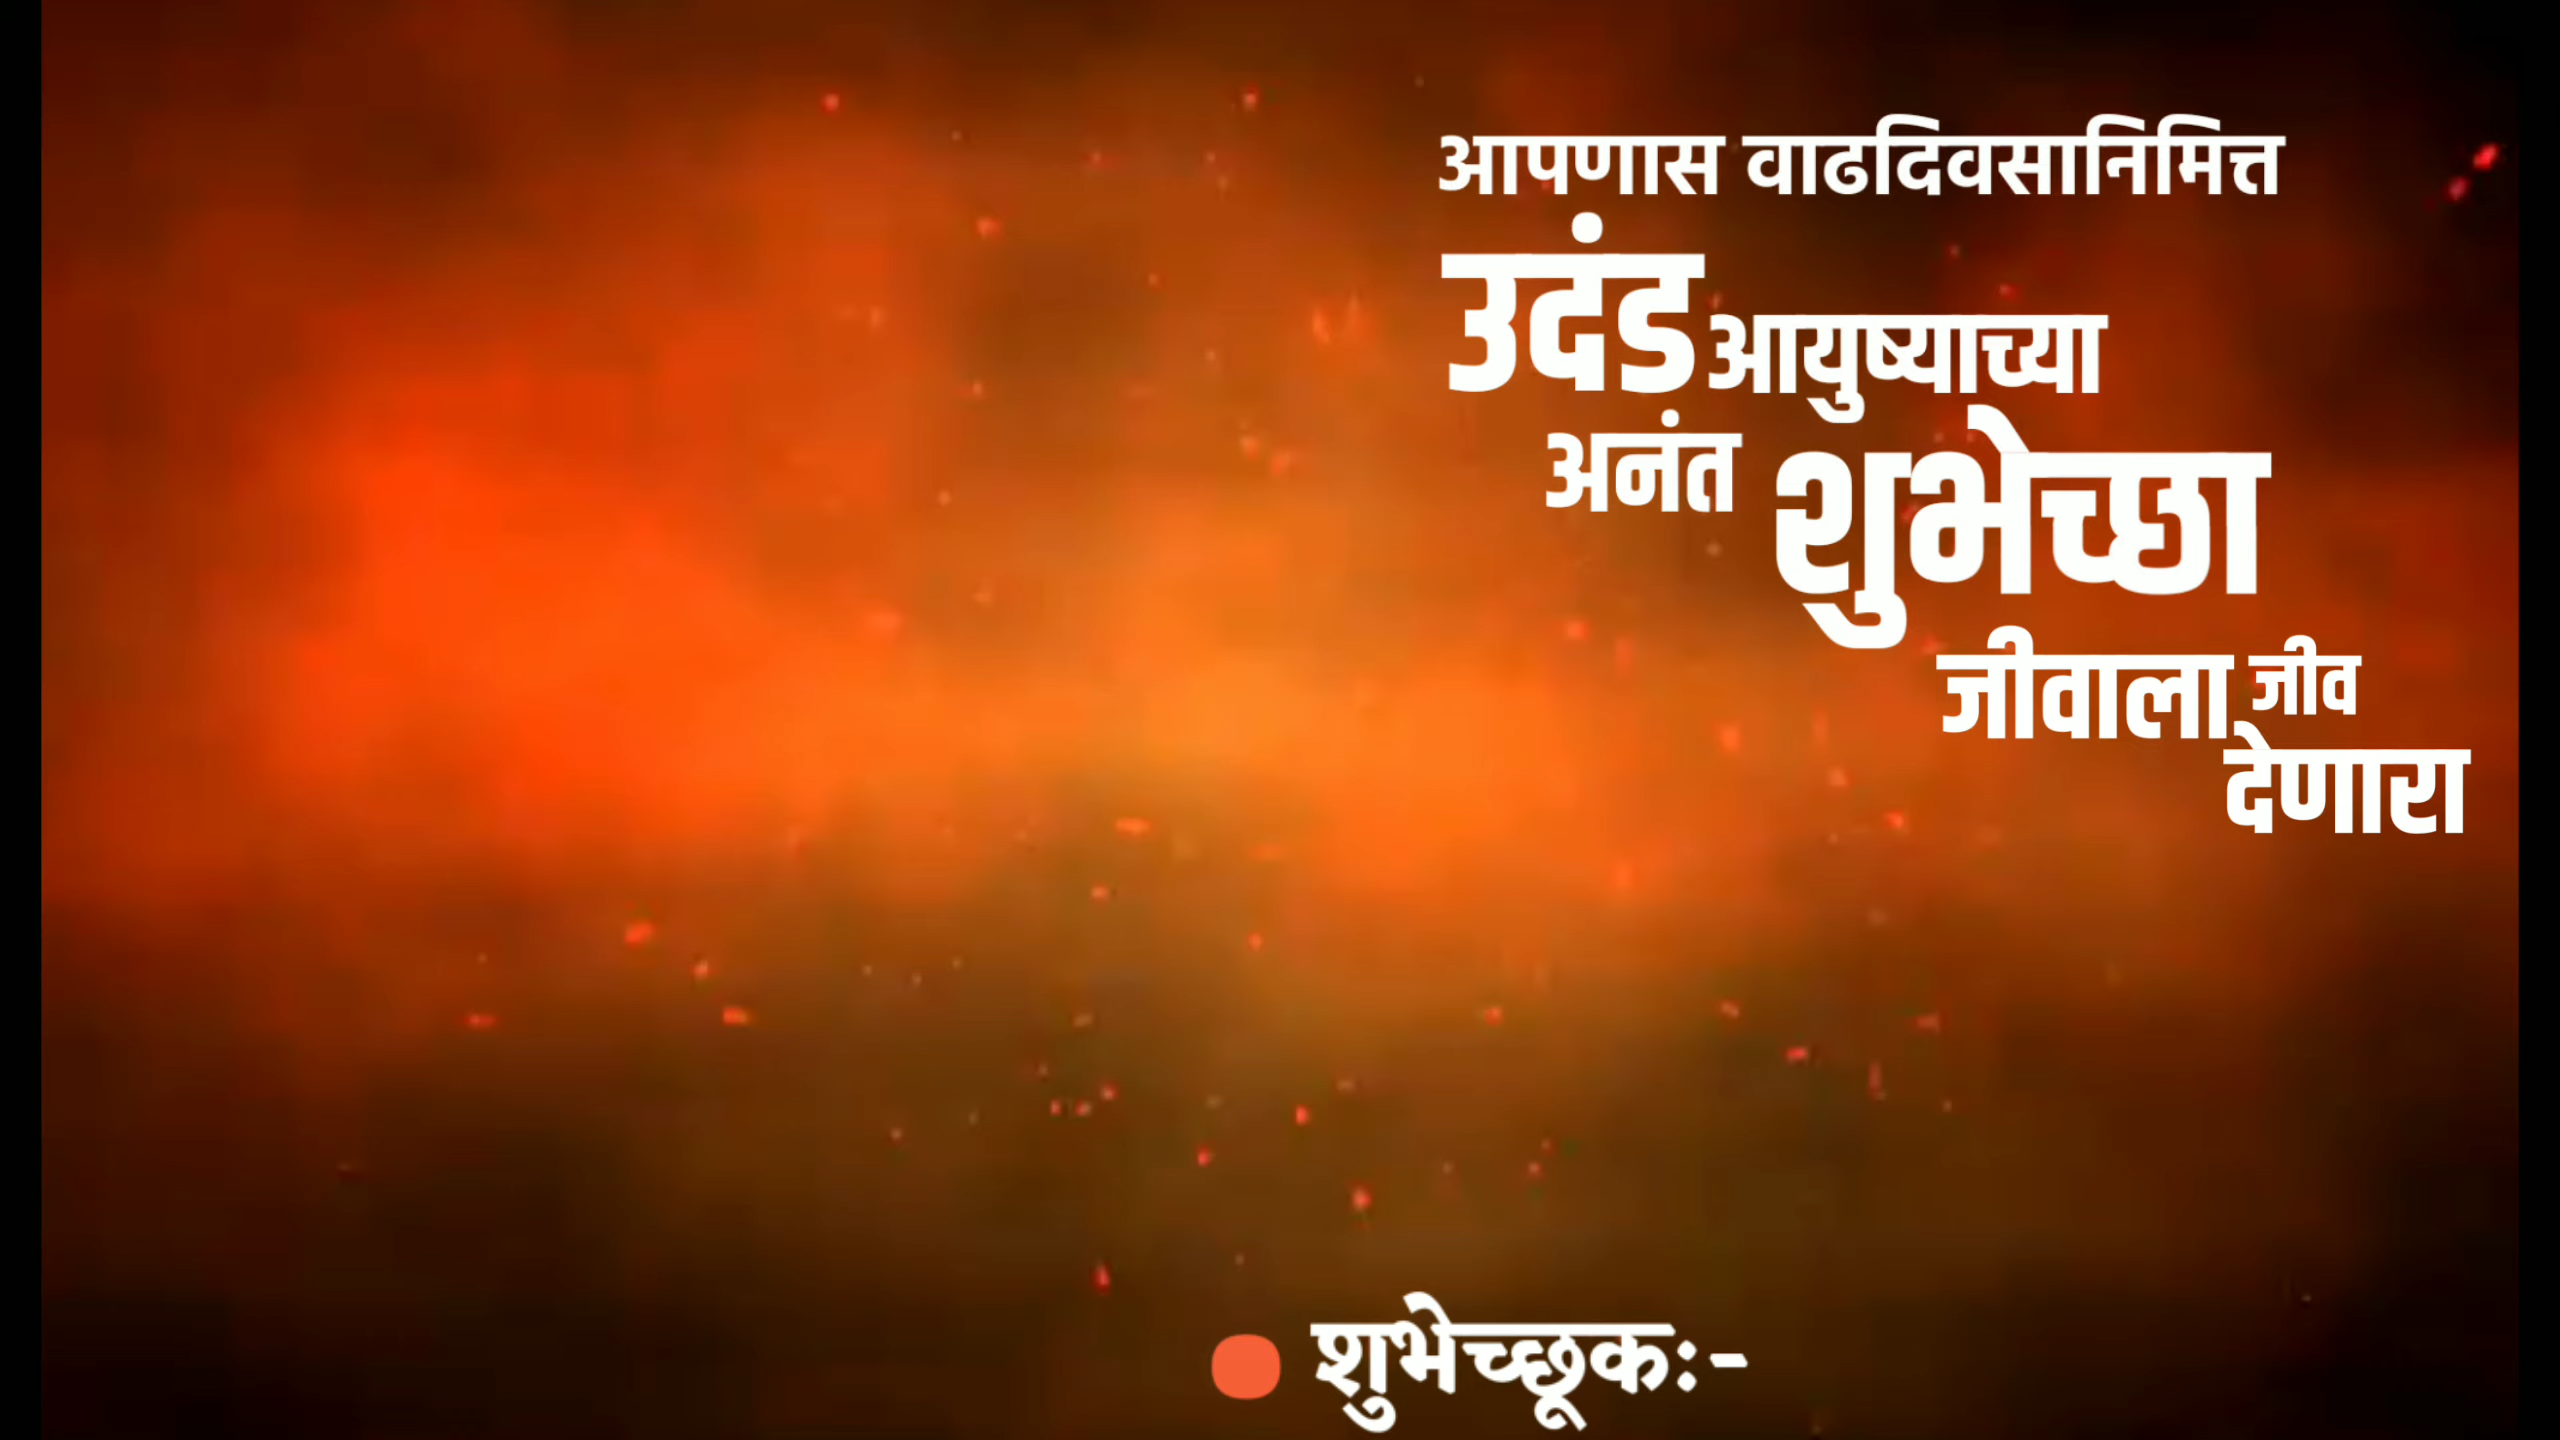 आपणास वाढदिवसानिमित्त
उदंड आयुष्याच्या
अनंत शुभेच्छा
जीवाला जीव
देणारा
शुभेच्छूकः-